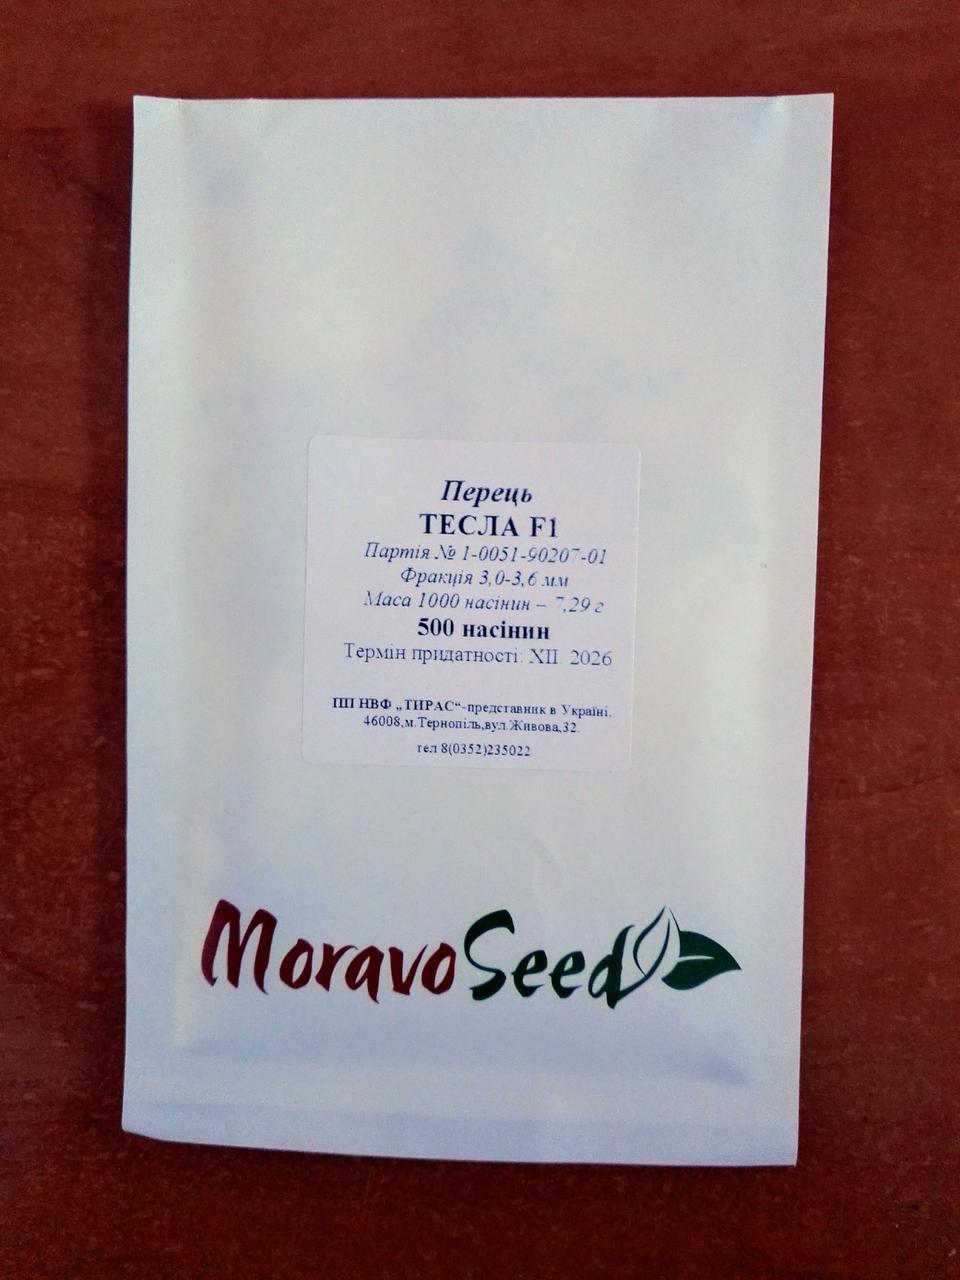 Перець
ТЕСЛА F1
Партія № 1-0051-90207-01
Фракція 3,0-3,6 мм
Маса 1000 насінин – 7,29 г
500 насінин
Термін придатності: XII. 2026
ПП НВФ „ТИРАС“-представник в Україні,
46008,м.Тернопіль,вул.Живова,32.
тел 8(0352)235022
MoravoSeed